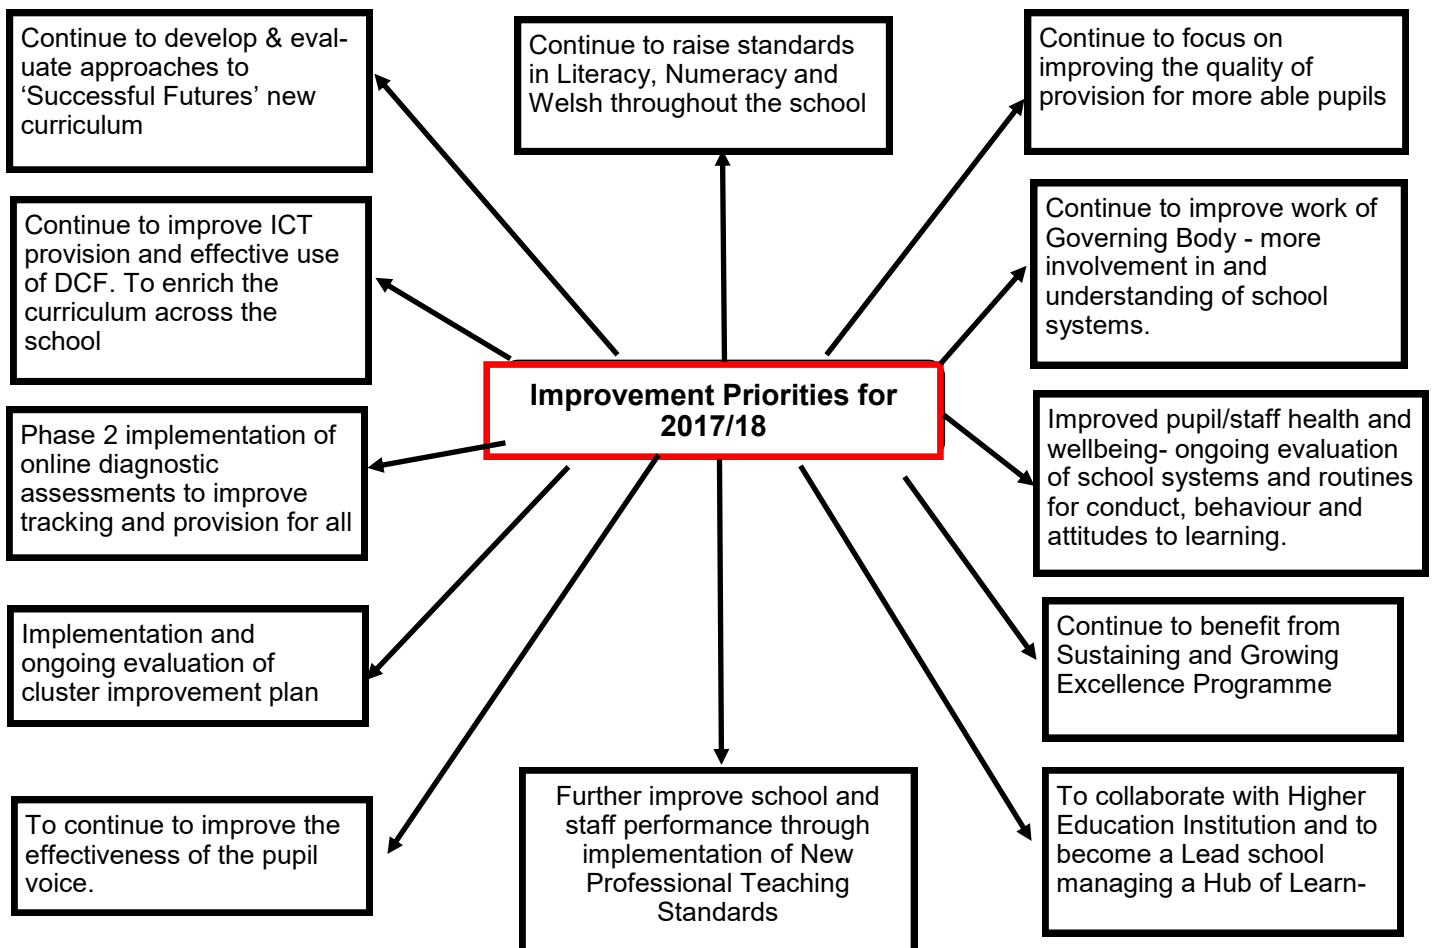 Continue to develop & eval-
uate approaches to
‘Successful Futures’ new
curriculum
Continue to raise standards
in Literacy, Numeracy and
Welsh throughout the school
Continue to focus on
improving the quality of
provision for more able pupils
Continue to improve ICT
provision and effective use
of DCF. To enrich the
curriculum across the
school
Continue to improve work of
Governing Body - more
involvement in and
understanding of school
systems.
Improvement Priorities for
2017/18
Phase 2 implementation of
online diagnostic
assessments to improve
tracking and provision for all
Improved pupil/staff health and
wellbeing- ongoing evaluation
of school systems and routines
for conduct, behaviour and
attitudes to learning.
Implementation and
ongoing evaluation of
cluster improvement plan
Continue to benefit from
Sustaining and Growing
Excellence Programme
To continue to improve the
effectiveness of the pupil
voice.
Further improve school and
staff performance through
implementation of New
Professional Teaching
Standards
To collaborate with Higher
Education Institution and to
become a Lead school
managing a Hub of Learn-